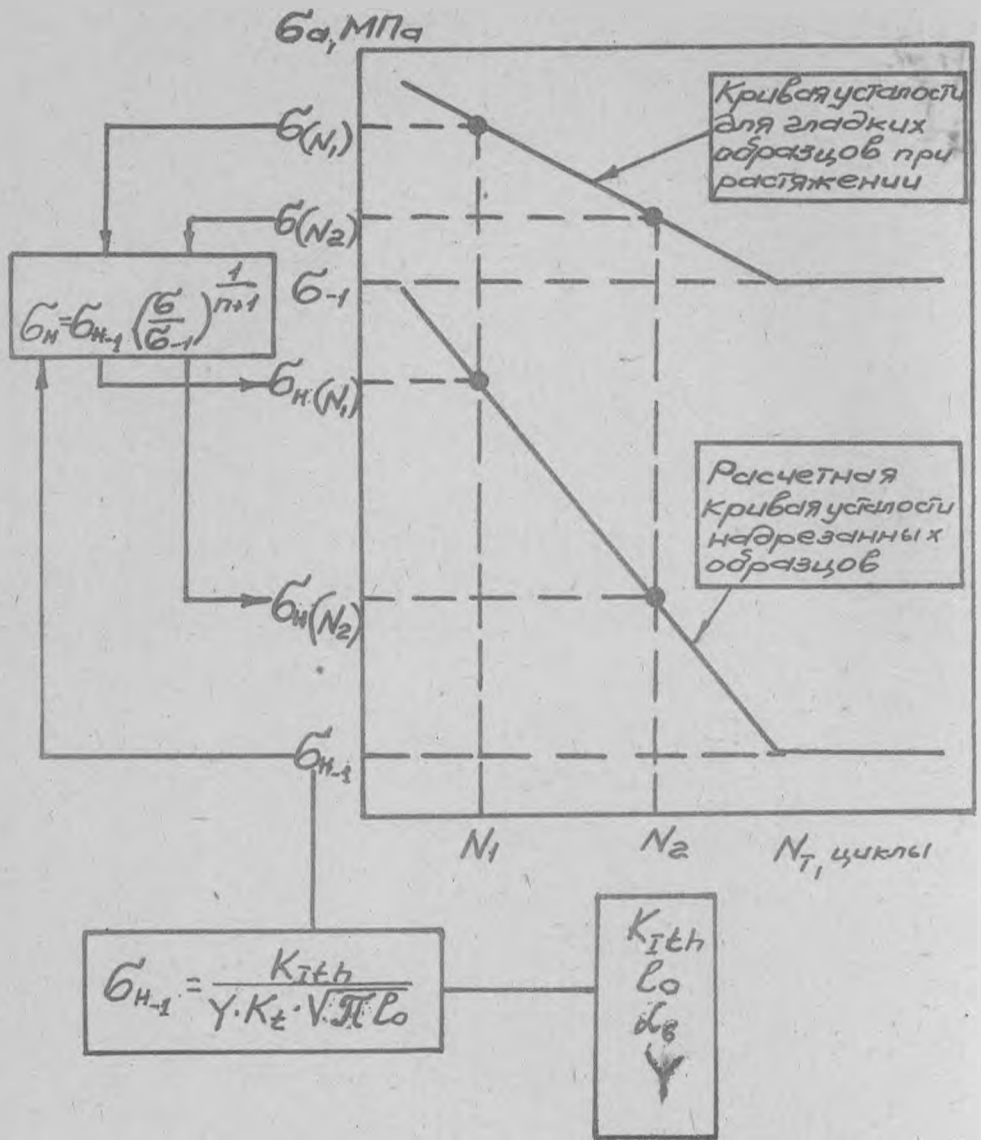 σa, МПа
σ(N1)
σ(N2)
σ-1
σн(N1)
σн(N2)
σн-1
σн=σн-1(σ/σ-1)^1/n+1
Кривая усталости
для гладких
образцов при
растяжении
Расчетная
кривая усталости
надрезанных
образцов
N1
N2
NT, циклы
σн-1 = KIth / Y·Kt·√πl0
KIth
l0
αв
Y